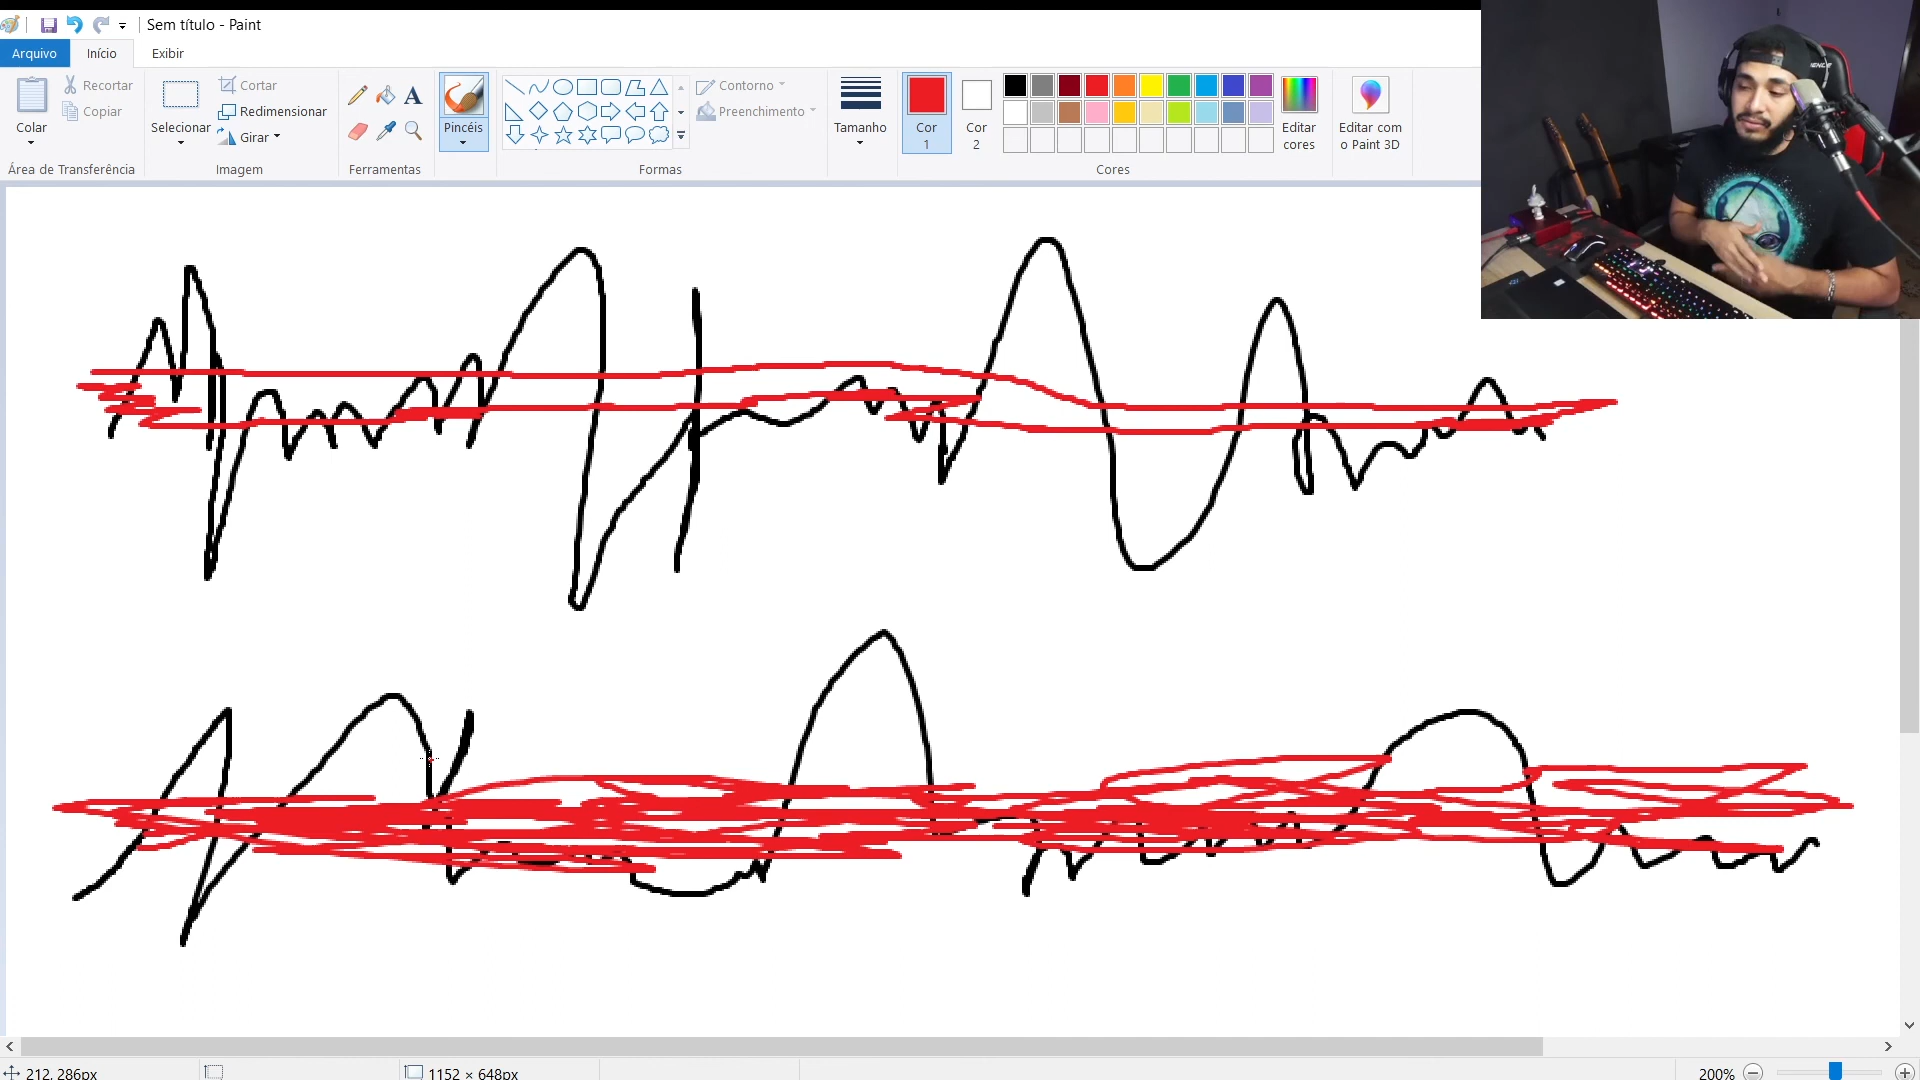 Sem título - Paint
Arquivo
Início
Exibir
Colar
Recortar
Copiar
Área de Transferência
Selecionar
Cortar
Redimensionar
Girar
Imagem
A
Ferramentas
Pincéis
Contorno
Preenchimento
Formas
Tamanho
Cor
1
Cor
2
Editar
cores
Cores
Editar com
o Paint 3D
212, 286px
1152 × 648px
200%